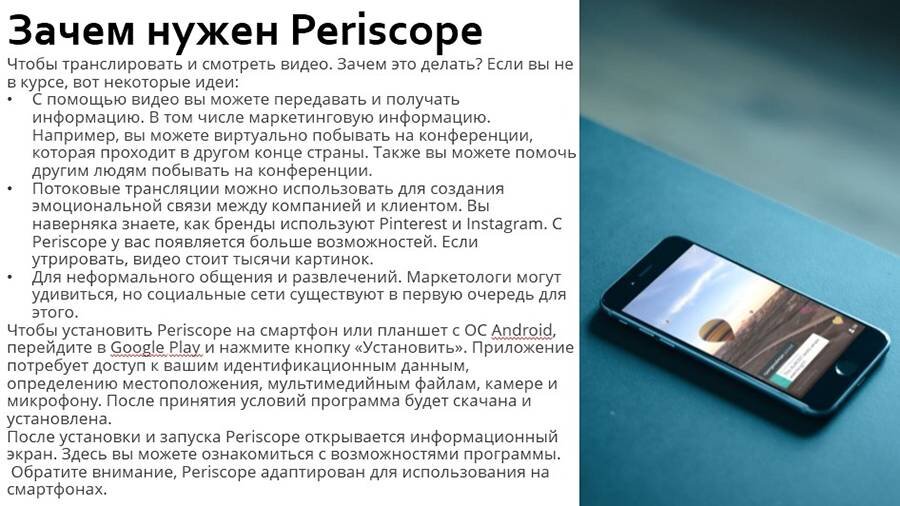 Зачем нужен Periscope
Чтобы транслировать и смотреть видео. Зачем это делать? Если вы не
в курсе, вот некоторые идеи:
• С помощью видео вы можете передавать и получать
информацию. В том числе маркетинговую информацию.
Например, вы можете виртуально побывать на конференции,
которая проходит в другом конце страны. Также вы можете помочь
другим людям побывать на конференции.
• Потоковые трансляции можно использовать для создания
эмоциональной связи между компанией и клиентом. Вы
наверняка знаете, как бренды используют Pinterest и Instagram. С
Periscope у вас появляется больше возможностей. Если
утрировать, видео стоит тысячи картинок.
• Для неформального общения и развлечений. Маркетологи могут
удивиться, но социальные сети существуют в первую очередь для
этого.
Чтобы установить Periscope на смартфон или планшет с ОС Android,
перейдите в Google Play и нажмите кнопку «Установить». Приложение
потребует доступ к вашим идентификационным данным,
определению местоположения, мультимедийным файлам, камере и
микрофону. После принятия условий программа будет скачана и
установлена.
После установки и запуска Periscope открывается информационный
экран. Здесь вы можете ознакомиться с возможностями программы.
Обратите внимание, Periscope адаптирован для использования на
смартфонах.